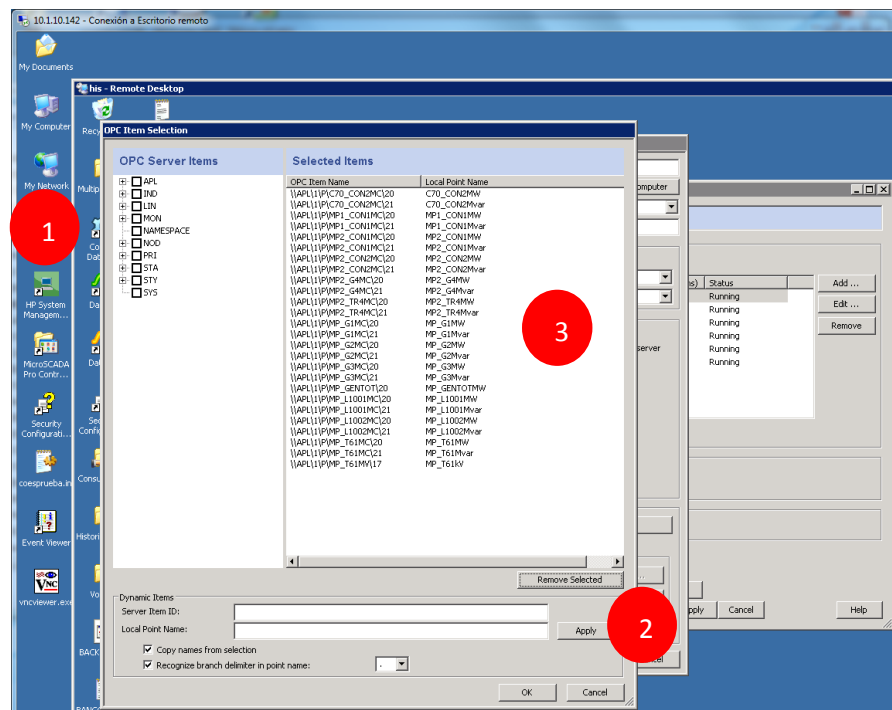 10.1.10.142 - Conexión a Escritorio remoto
My Documents
his - Remote Desktop
My Computer
OPC Item Selection
OPC Server Items
Selected Items
OPC Item Name Local Point Name
APL
IND
LIN
MON
NAMESPACE
NOD
PRI
STA
STY
SYS
\\APL\1\P\C70_CON2MC\20 C70_CON2MW
\\APL\1\P\C70_CON2MC\21 C70_CON2Mvar
\\APL\1\P\MP1_CON1MC\20 MP1_CON1MW
\\APL\1\P\MP1_CON1MC\21 MP1_CON1Mvar
\\APL\1\P\MP2_CON1MC\20 MP2_CON1MW
\\APL\1\P\MP2_CON1MC\21 MP2_CON1Mvar
\\APL\1\P\MP2_CON2MC\20 MP2_CON2MW
\\APL\1\P\MP2_CON2MC\21 MP2_CON2Mvar
\\APL\1\P\MP2_G4MC\20 MP2_G4MW
\\APL\1\P\MP2_G4MC\21 MP2_G4Mvar
\\APL\1\P\MP2_TR4MC\20 MP2_TR4MW
\\APL\1\P\MP2_TR4MC\21 MP2_TR4Mvar
\\APL\1\P\MP_G1MC\20 MP_G1MW
\\APL\1\P\MP_G1MC\21 MP_G1Mvar
\\APL\1\P\MP_G2MC\20 MP_G2MW
\\APL\1\P\MP_G2MC\21 MP_G2Mvar
\\APL\1\P\MP_G3MC\20 MP_G3MW
\\APL\1\P\MP_G3MC\21 MP_G3Mvar
\\APL\1\P\MP_GENTOT\20 MP_GENTOTMW
\\APL\1\P\MP_L1001MC\20 MP_L1001MW
\\APL\1\P\MP_L1001MC\21 MP_L1001Mvar
\\APL\1\P\MP_L1002MC\20 MP_L1002MW
\\APL\1\P\MP_L1002MC\21 MP_L1002Mvar
\\APL\1\P\MP_T61MC\20 MP_T61MW
\\APL\1\P\MP_T61MC\21 MP_T61Mvar
\\APL\1\P\MP_T61MV\17 MP_T61kV
My Network
1
HP System
Managem...
MicroSCADA
Pro Contr...
Security
Configurati...
coesprueba.in
Event Viewer
vncviewer.exe
3
2
Status
Running
Running
Running
Running
Running
Running
Add ...
Edit ...
Remove
server
Remove Selected
Dynamic Items
Server Item ID:
Local Point Name:
Apply
Copy names from selection
Recognize branch delimiter in point name: .
OK Cancel
Cancel
Help